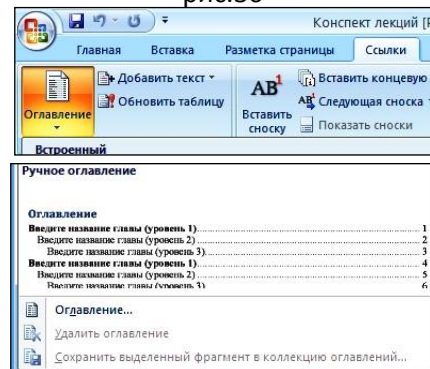 Конспект лекций [Р
Главная Вставка Разметка страницы Ссылки
Добавить текст
Обновить таблицу
Оглавление
AB¹
Вставить сноску
Вставить концевую
Следующая сноска
Показать сноски
Встроенный
Ручное оглавление
Оглавление
Введите название главы (уровень 1) 1
Введите название главы (уровень 2) 2
Введите название главы (уровень 3) 3
Введите название главы (уровень 1) 4
Введите название главы (уровень 2) 5
Введите название главы (уровень 3) 6
Оглавление...
Удалить оглавление
Сохранить выделенный фрагмент в коллекцию оглавлений...